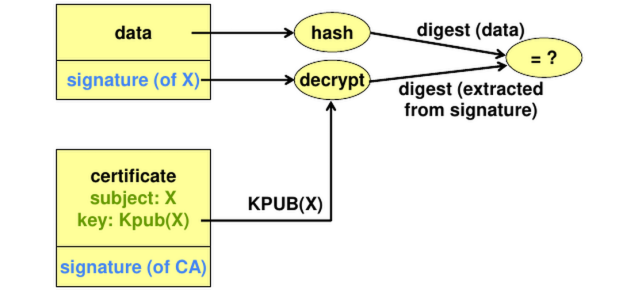 data
hash
digest (data)
= ?
signature (of X)
decrypt
digest (extracted
from signature)
certificate
subject: X
key: Kpub(X)
KPUB(X)
signature (of CA)